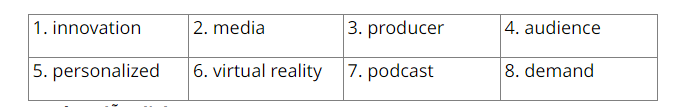 1. innovation 2. media 3. producer 4. audience
5. personalized 6. virtual reality 7. podcast 8. demand